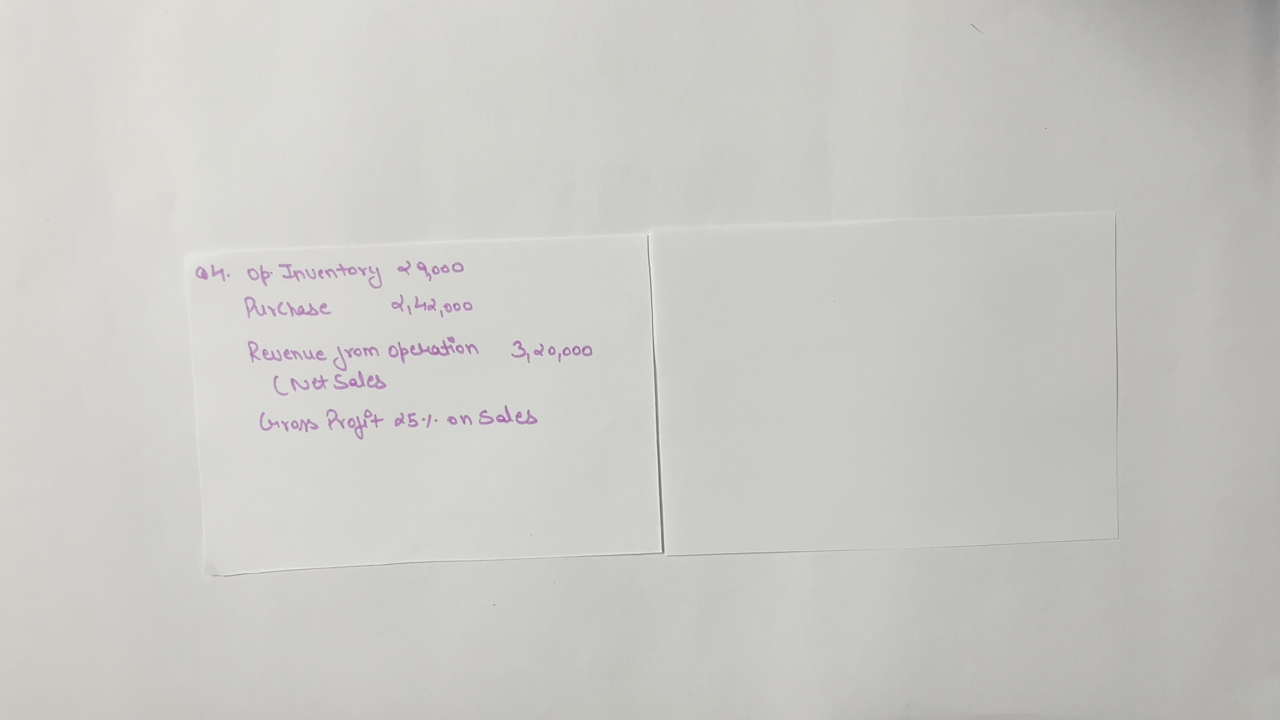 Q4. Op. Inventory 29,000
Purchase 2,42,000
Revenue from operation 3,20,000
(Net Sales
Gross Profit 25% on Sales